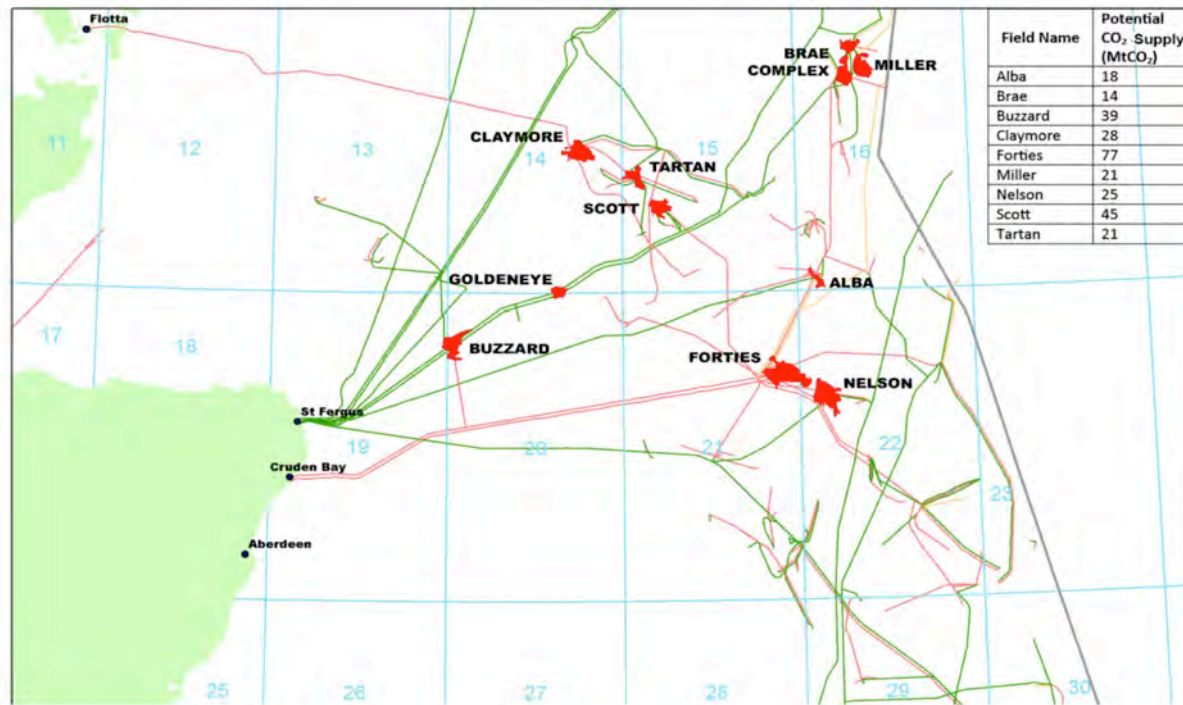 Flotta
BRAE
COMPLEX
MILLER
11
12
13
14
15
16
CLAYMORE
TARTAN
SCOTT
GOLDENEYE
ALBA
17
18
BUZZARD
FORTIES
NELSON
St Fergus
19
20
21
22
Cruden Bay
23
Aberdeen
25
26
27
28
29
30
Field Name Potential
CO₂ Supply
(MtCO₂)
Alba 18
Brae 14
Buzzard 39
Claymore 28
Forties 77
Miller 21
Nelson 25
Scott 45
Tartan 21